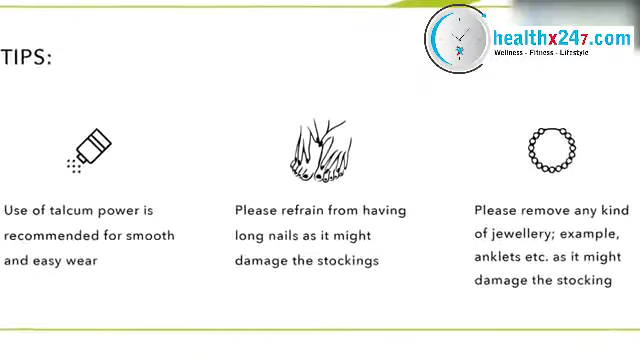 healthx247.com
Wellness - Fitness - Lifestyle
TIPS:
Use of talcum power is
recommended for smooth
and easy wear
Please refrain from having
long nails as it might
damage the stockings
Please remove any kind
of jewellery; example,
anklets etc. as it might
damage the stocking